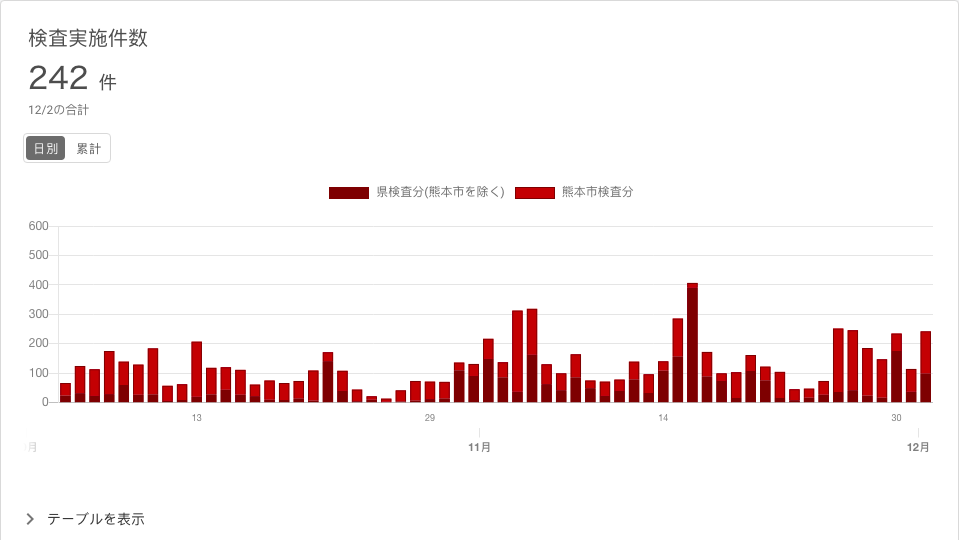 検査実施件数
242 件
12/2の合計
日別 累計
県検査分(熊本市を除く) 熊本市検査分
600
500
400
300
200
100
0
13 29 14 30
月 11月 12月
テーブルを表示